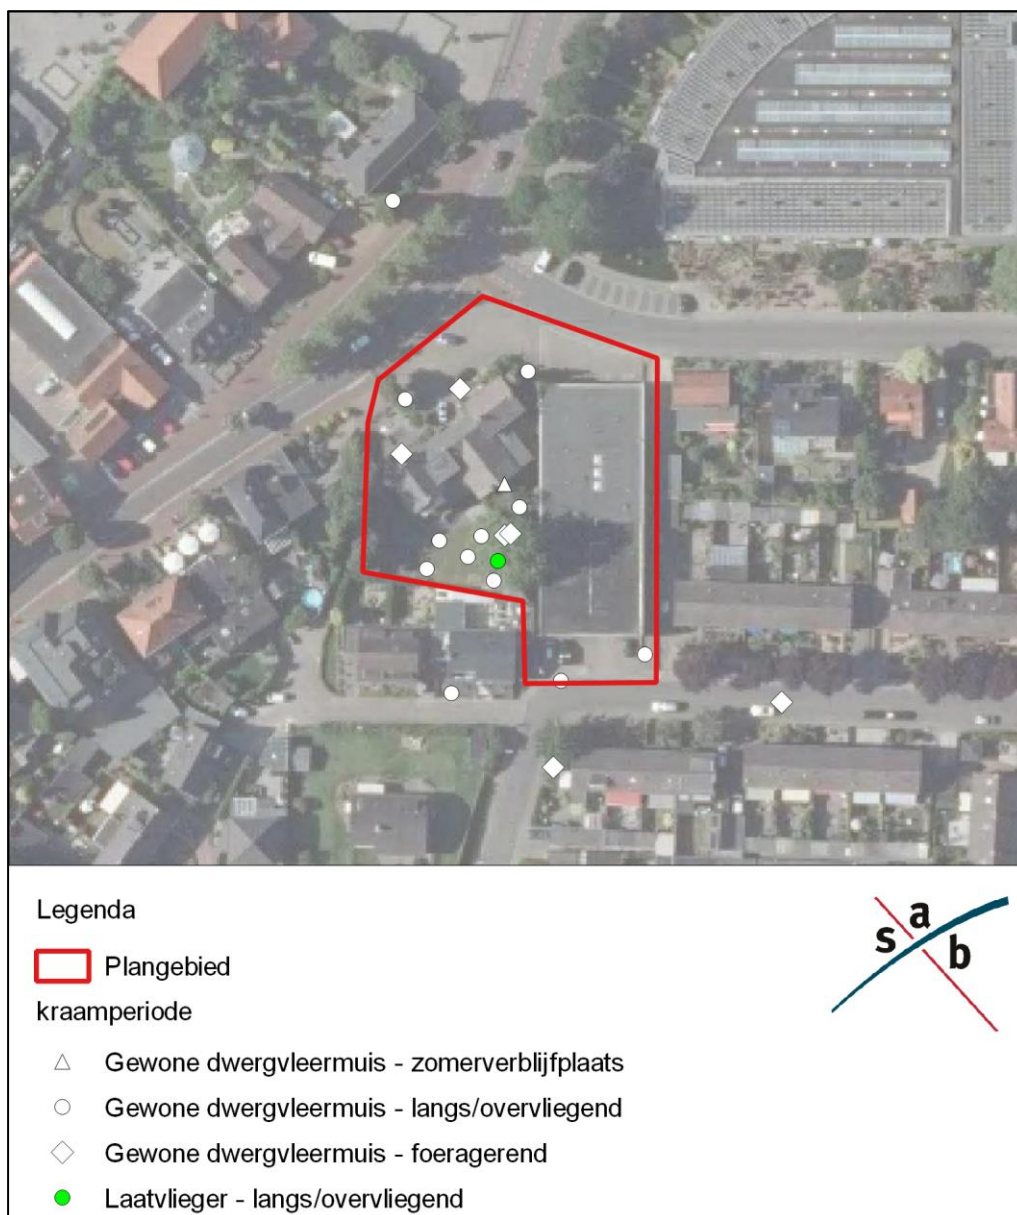 Legenda
Plangebied
kraamperiode
Gewone dwergvleermuis - zomerverblijfplaats
Gewone dwergvleermuis - langs/overvliegend
Gewone dwergvleermuis - foeragerend
Laatvlieger - langs/overvliegend
s a b